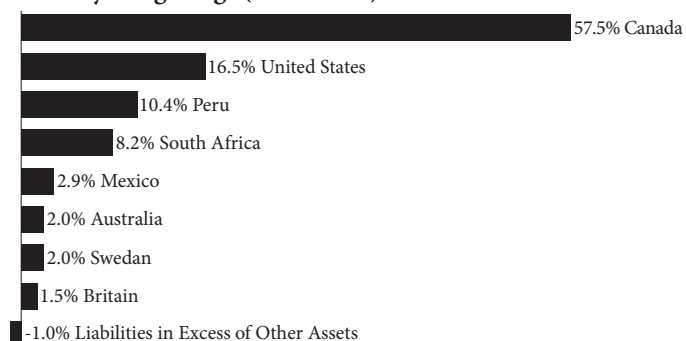 57.5% Canada
16.5% United States
10.4% Peru
8.2% South Africa
2.9% Mexico
2.0% Australia
2.0% Swedan
1.5% Britain
-1.0% Liabilities in Excess of Other Assets